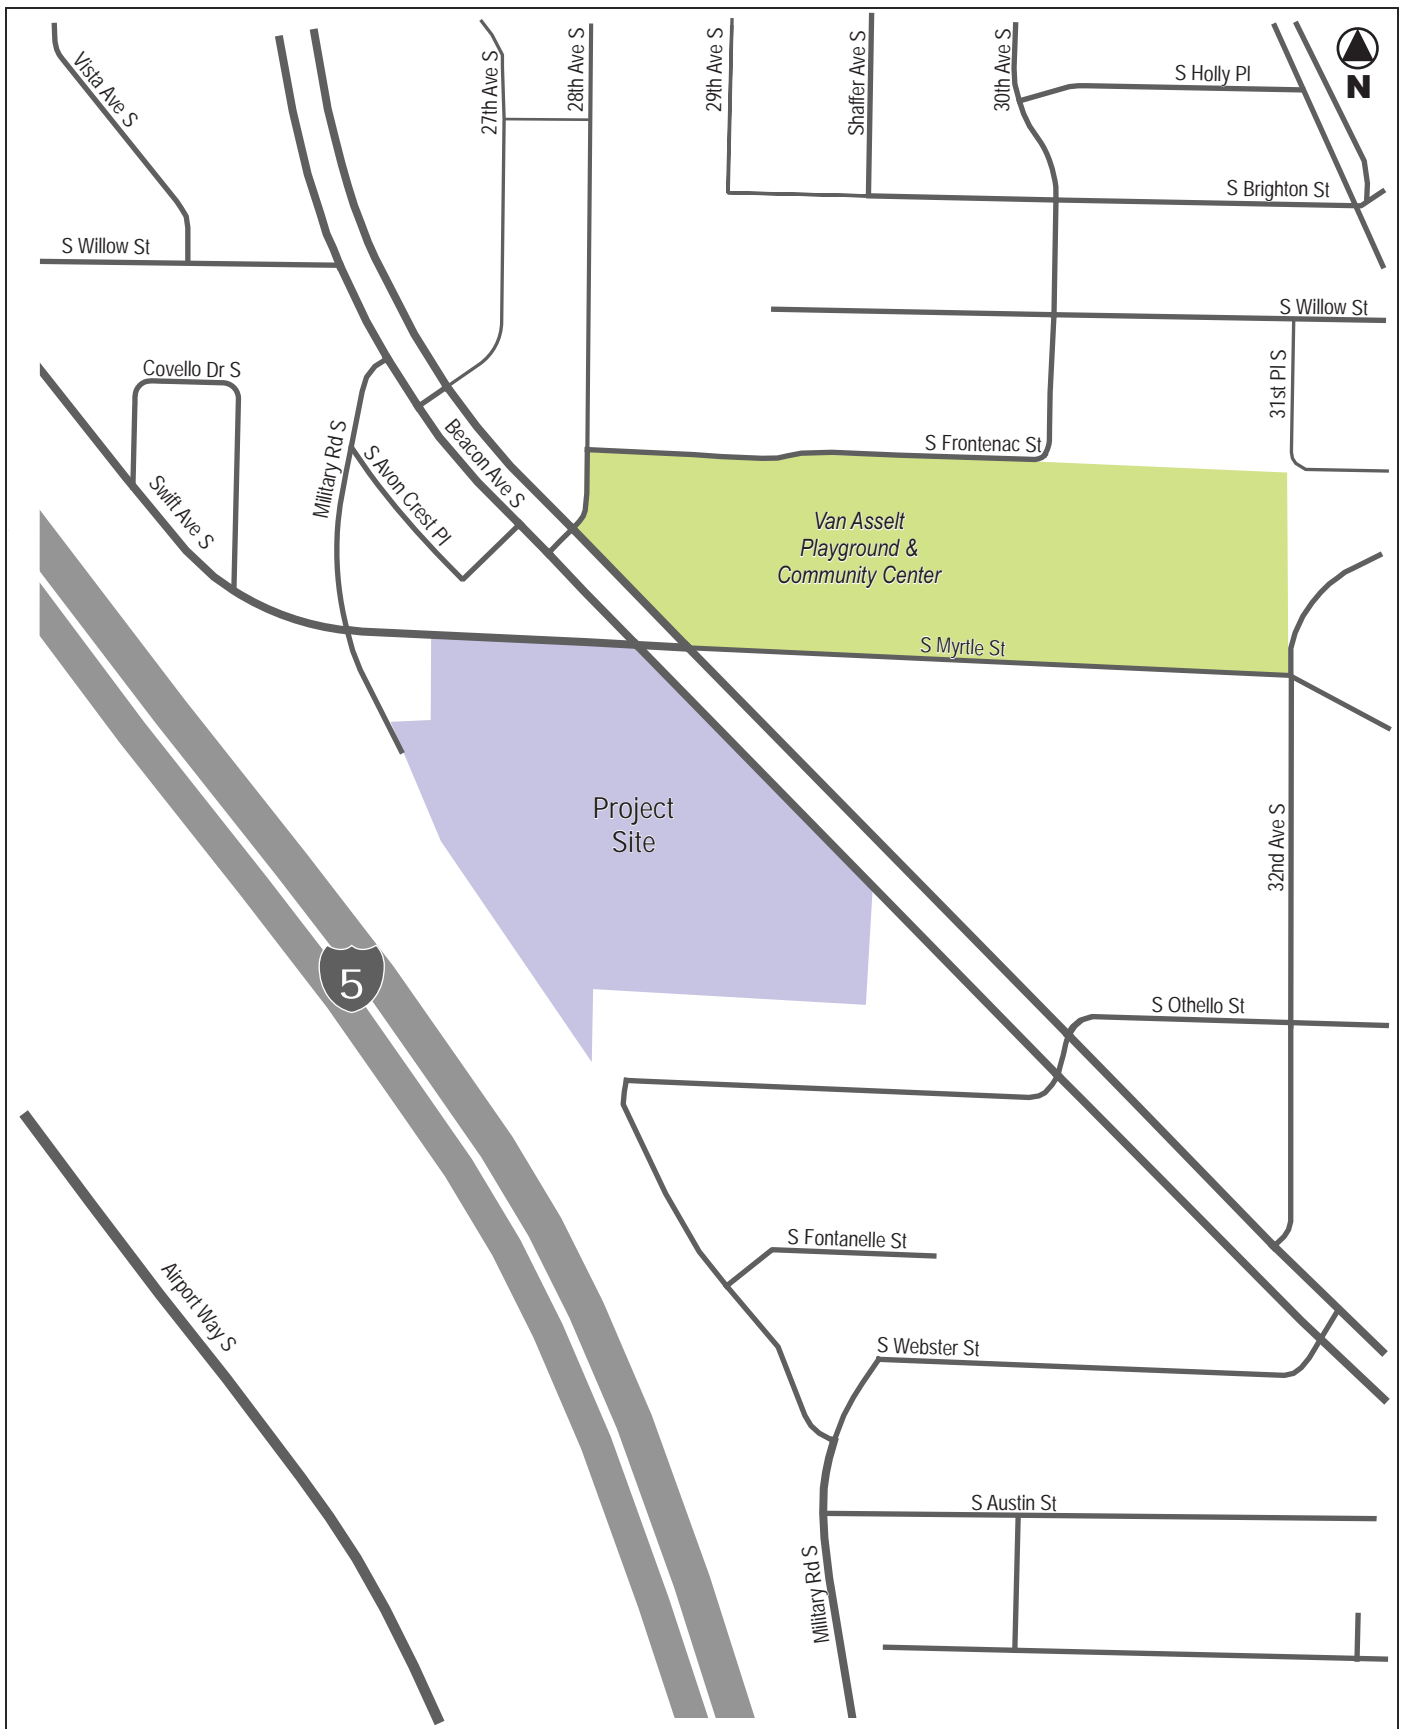 Vista Ave S
27th Ave S
28th Ave S
29th Ave S
Shaffer Ave S
30th Ave S
S Holly Pl
N
S Brighton St
S Willow St
S Willow St
Covello Dr S
31st Pl S
Military Rd S
S Avon Crest Pl
Beacon Ave S
S Frontenac St
Swift Ave S
Van Asselt
Playground &
Community Center
S Myrtle St
Project
Site
32nd Ave S
5
S Othello St
S Fontanelle St
Airport Way S
S Webster St
S Austin St
Military Rd S